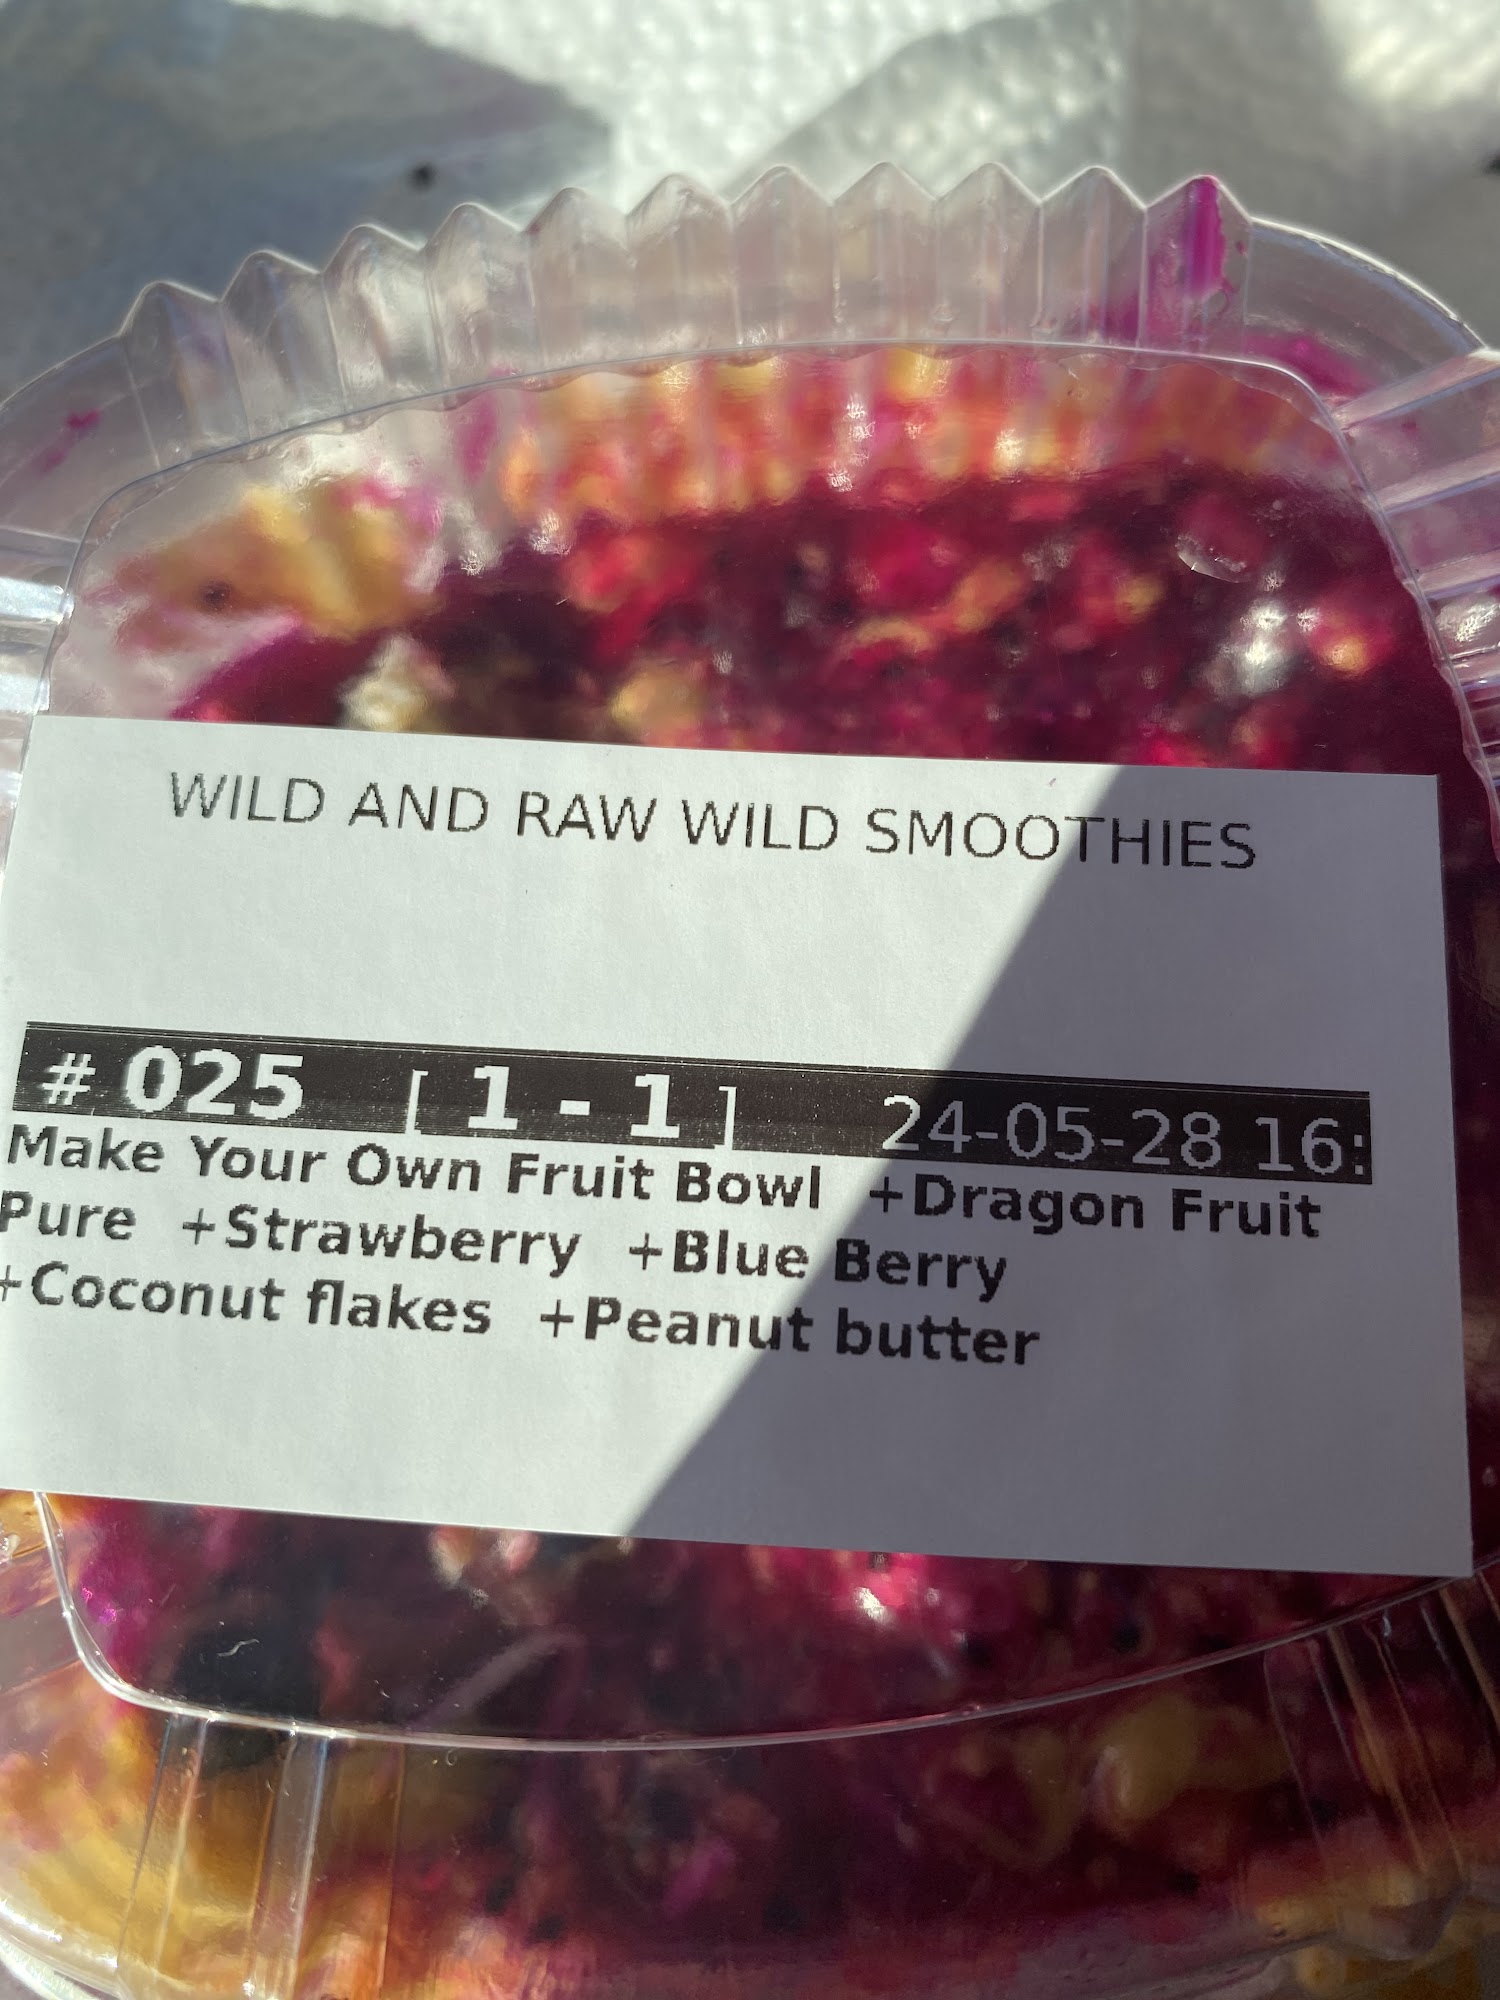 WILD AND RAW WILD SMOOTHIES
# 025 [ 1 - 1 ] 24-05-28 16:
Make Your Own Fruit Bowl +Dragon Fruit
Pure +Strawberry +Blue Berry
+Coconut flakes +Peanut butter